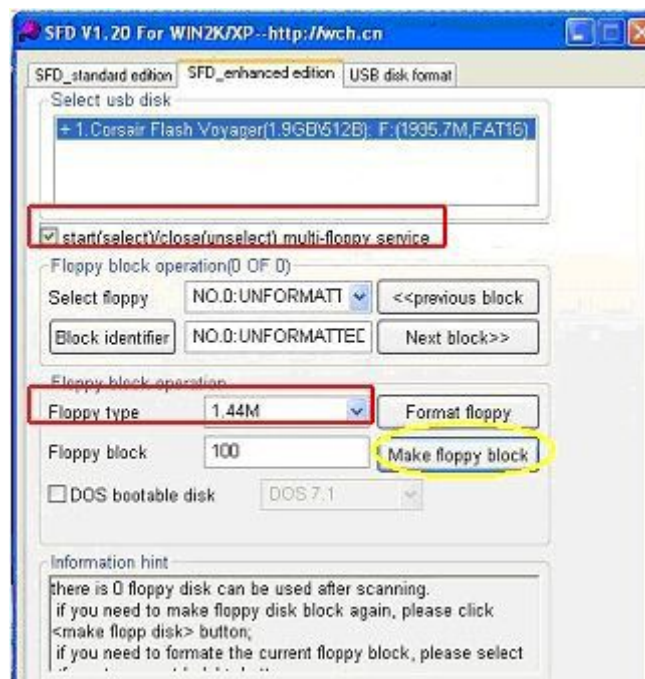 SFD V1.20 For WIN2K/XP--http://wch.cn
SFD_standard edition SFD_enhanced edition USB disk format
Select usb disk
+ 1.Corsair Flash Voyager(1.9GB\512B): F:(1935.7M,FAT16)
start(select)/close(unselect) multi-floppy service
Floppy block operation(0 OF 0)
Select floppy NO.0:UNFORMATT <<previous block
Block identifier NO.0:UNFORMATTED Next block>>
Floppy block operation
Floppy type 1.44M Format floppy
Floppy block 100 Make floppy block
DOS bootable disk DOS 7.1
Information hint
there is 0 floppy disk can be used after scanning.
if you need to make floppy disk block again, please click
<make flopp disk> button;
if you need to formate the current floppy block, please select